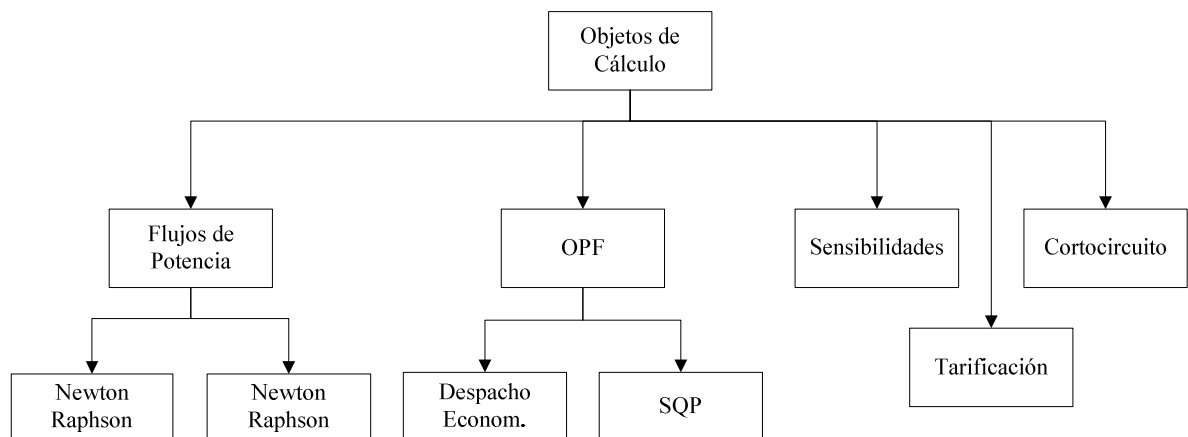 Objetos de
Cálculo
Flujos de
Potencia
OPF
Sensibilidades
Cortocircuito
Tarificación
Newton
Raphson
Newton
Raphson
Despacho
Econom.
SQP